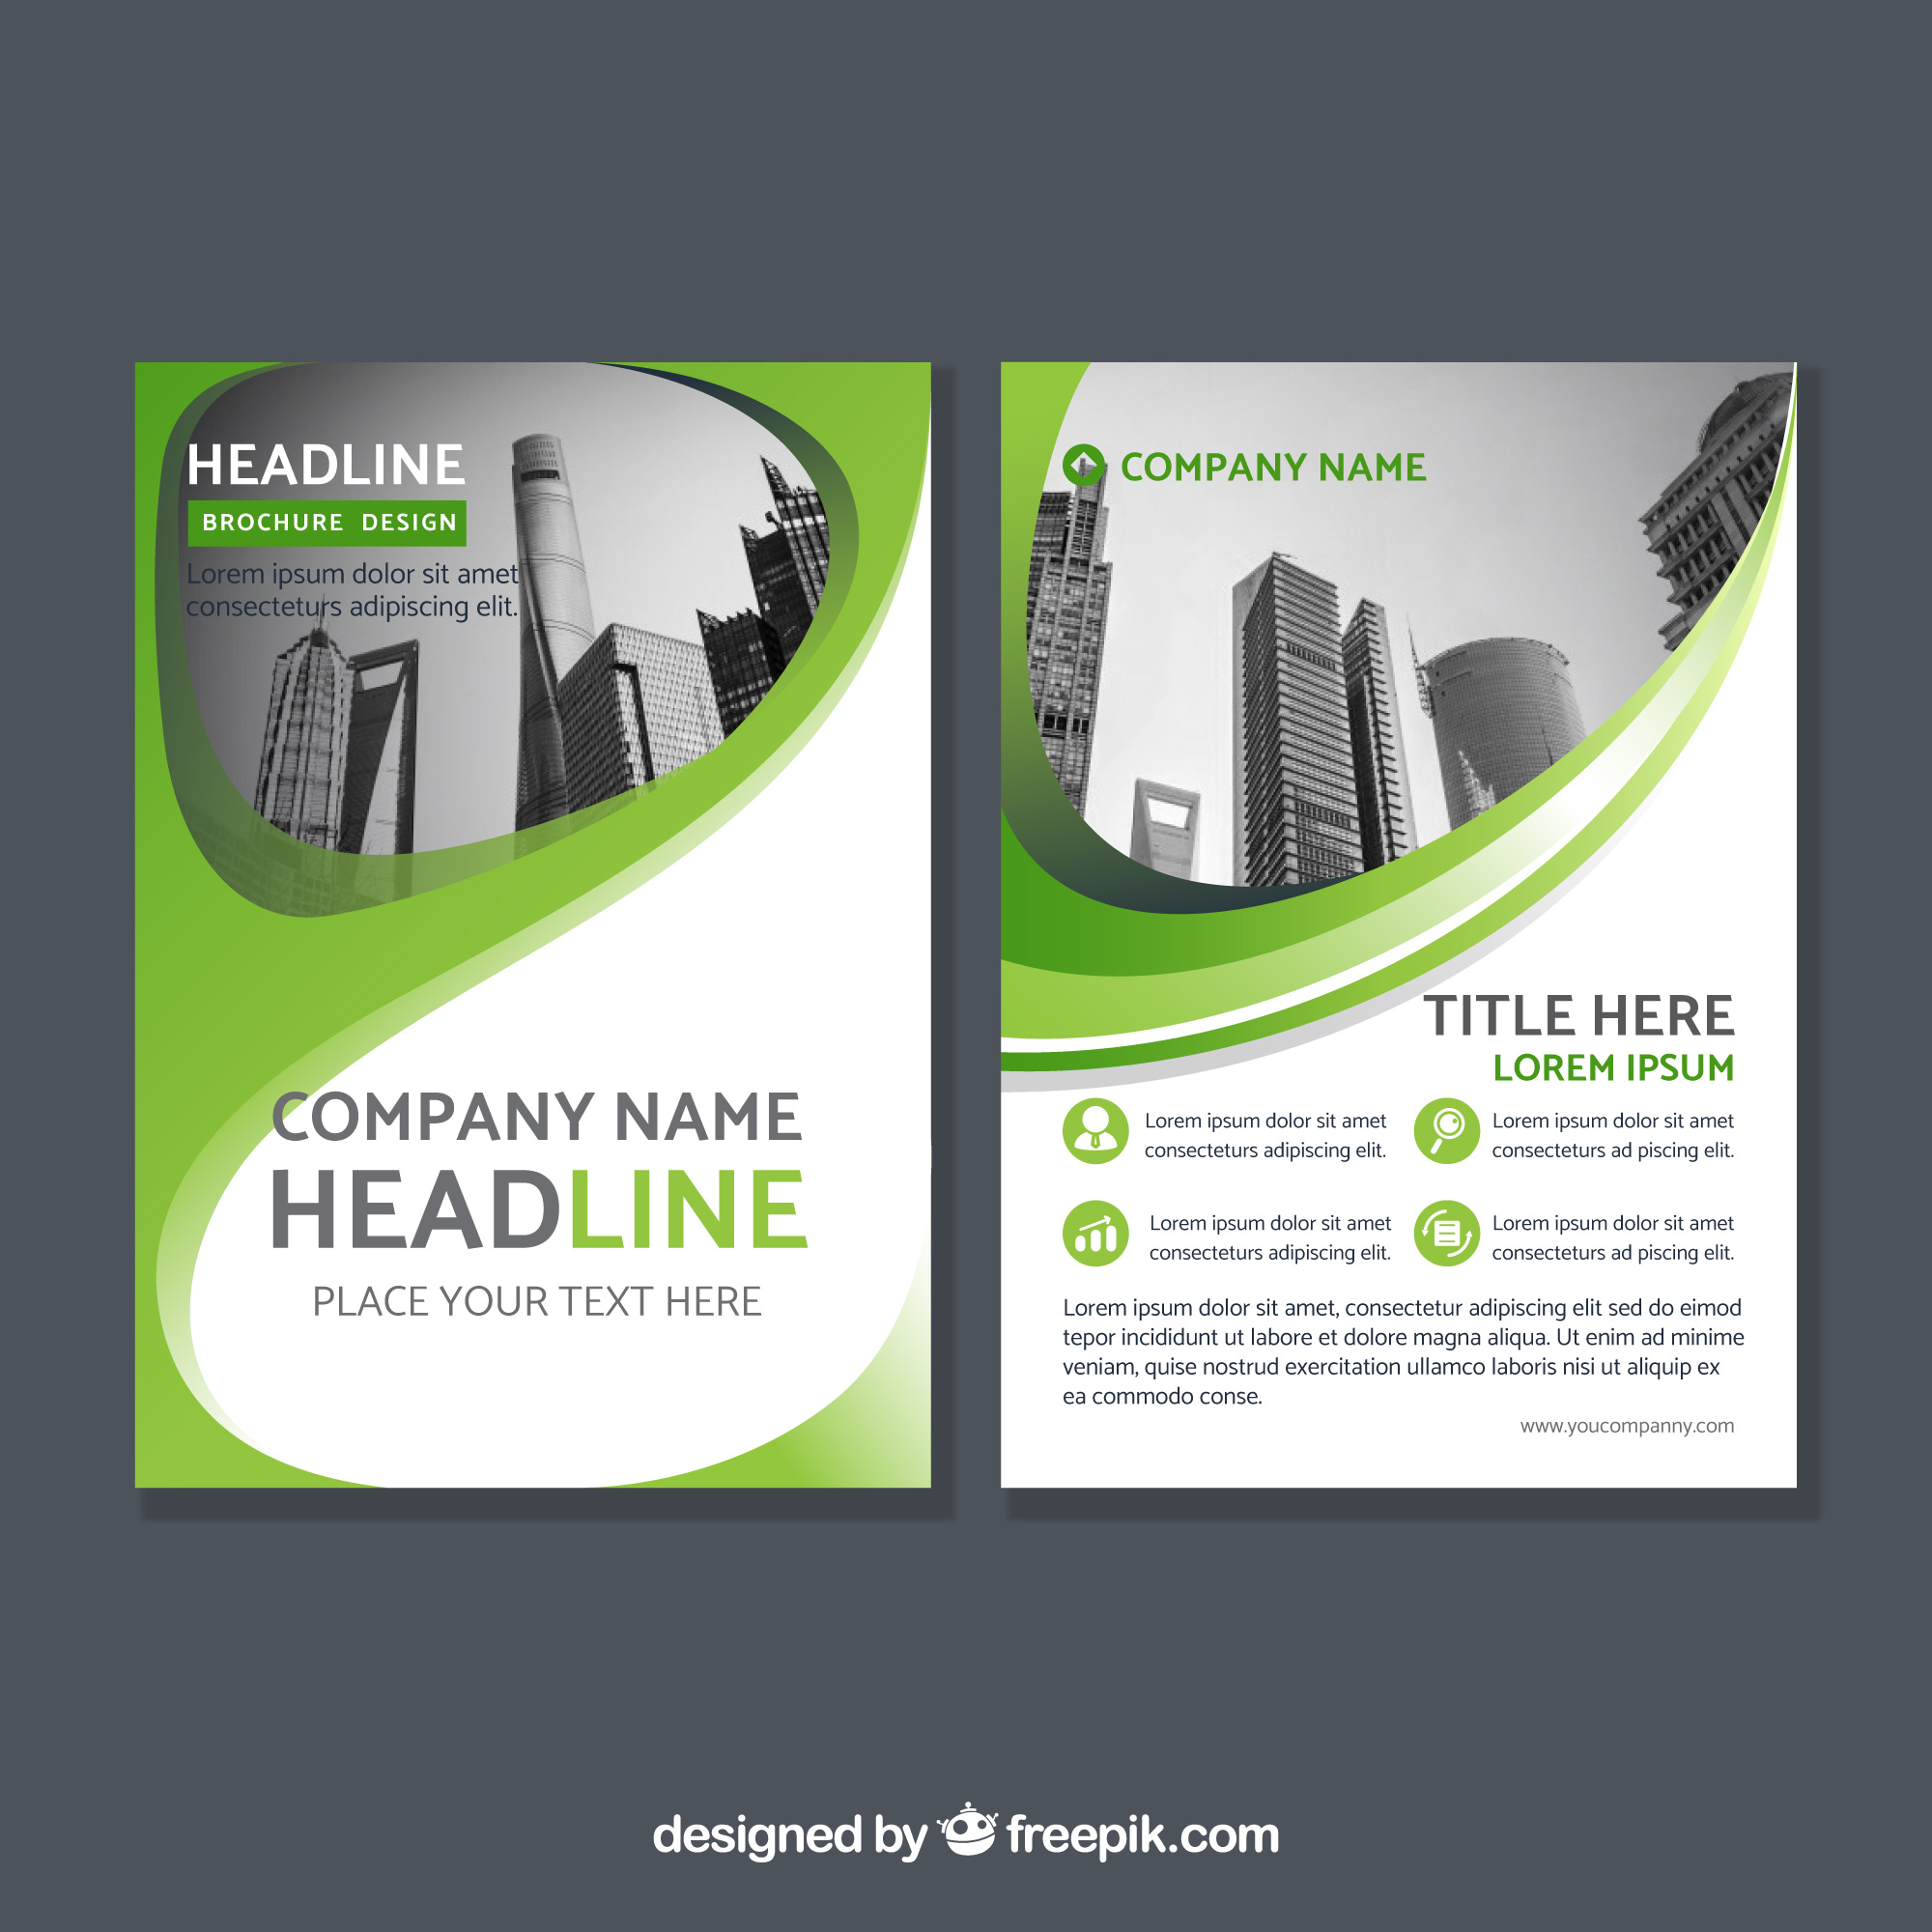 HEADLINE
BROCHURE DESIGN
Lorem ipsum dolor sit amet
consecteturs adipiscing elit.
COMPANY NAME
HEADLINE
PLACE YOUR TEXT HERE
COMPANY NAME
TITLE HERE
LOREM IPSUM
Lorem ipsum dolor sit amet
consecteturs adipiscing elit.
Lorem ipsum dolor sit amet
consecteturs ad piscing elit.
Lorem ipsum dolor sit amet
consecteturs adipiscing elit.
Lorem ipsum dolor sit amet
consecteturs ad piscing elit.
Lorem ipsum dolor sit amet, consectetur adipiscing elit sed do eimod
tepor incididunt ut labore et dolore magna aliqua. Ut enim ad minime
veniam, quise nostrud exercitation ullamco laboris nisi ut aliquip ex
ea commodo conse.
www.youcompanny.com
designed by freepik.com